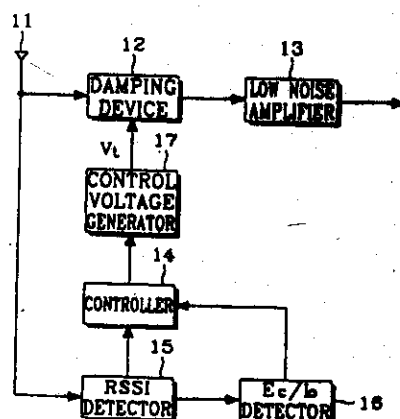 11
12
DAMPING
DEVICE
13
LOW NOISE
AMPLIFIER
Vt
17
CONTROL
VOLTAGE
GENERATOR
14
CONTROLLER
15
RSSI
DETECTOR
Ec/Io
DETECTOR
16